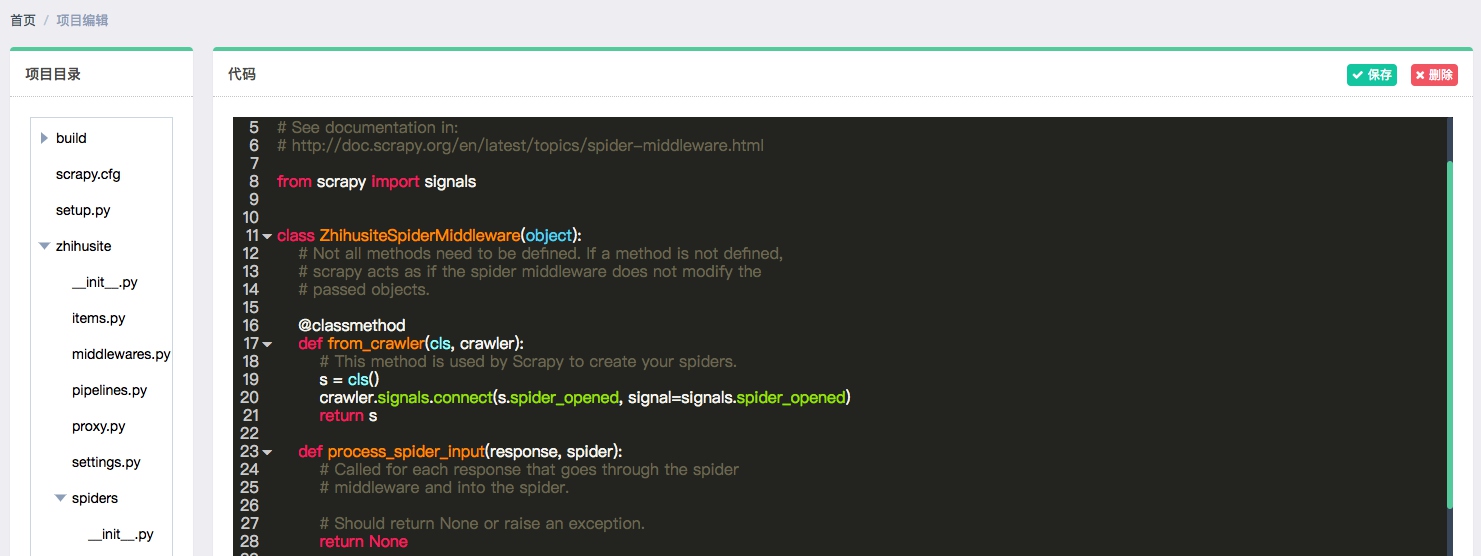 首页 / 项目编辑
项目目录
build
scrapy.cfg
setup.py
zhihusite
__init__.py
items.py
middlewares.py
pipelines.py
proxy.py
settings.py
spiders
__init__.py
代码
保存 删除
5 # See documentation in:
6 # http://doc.scrapy.org/en/latest/topics/spider-middleware.html
7
8 from scrapy import signals
9
10
11 class ZhihusiteSpiderMiddleware(object):
12 # Not all methods need to be defined. If a method is not defined,
13 # scrapy acts as if the spider middleware does not modify the
14 # passed objects.
15
16 @classmethod
17 def from_crawler(cls, crawler):
18 # This method is used by Scrapy to create your spiders.
19 s = cls()
20 crawler.signals.connect(s.spider_opened, signal=signals.spider_opened)
21 return s
22
23 def process_spider_input(response, spider):
24 # Called for each response that goes through the spider
25 # middleware and into the spider.
26
27 # Should return None or raise an exception.
28 return None